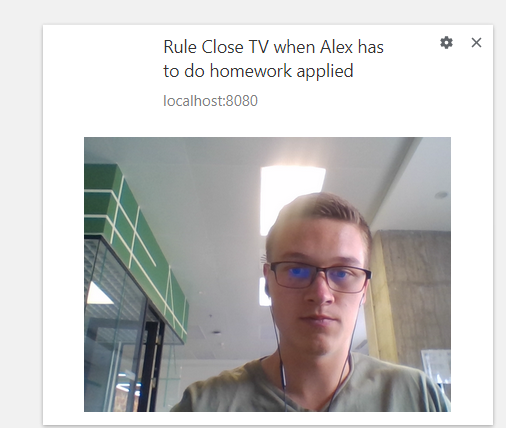 Rule Close TV when Alex has
to do homework applied
localhost:8080